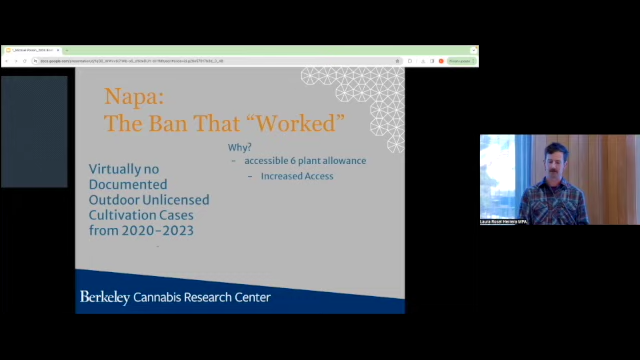 Napa:
The Ban That “Worked”
Why?
- accessible 6 plant allowance
- Increased Access
Virtually no
Documented
Outdoor Unlicensed
Cultivation Cases
from 2020-2023
Berkeley Cannabis Research Center